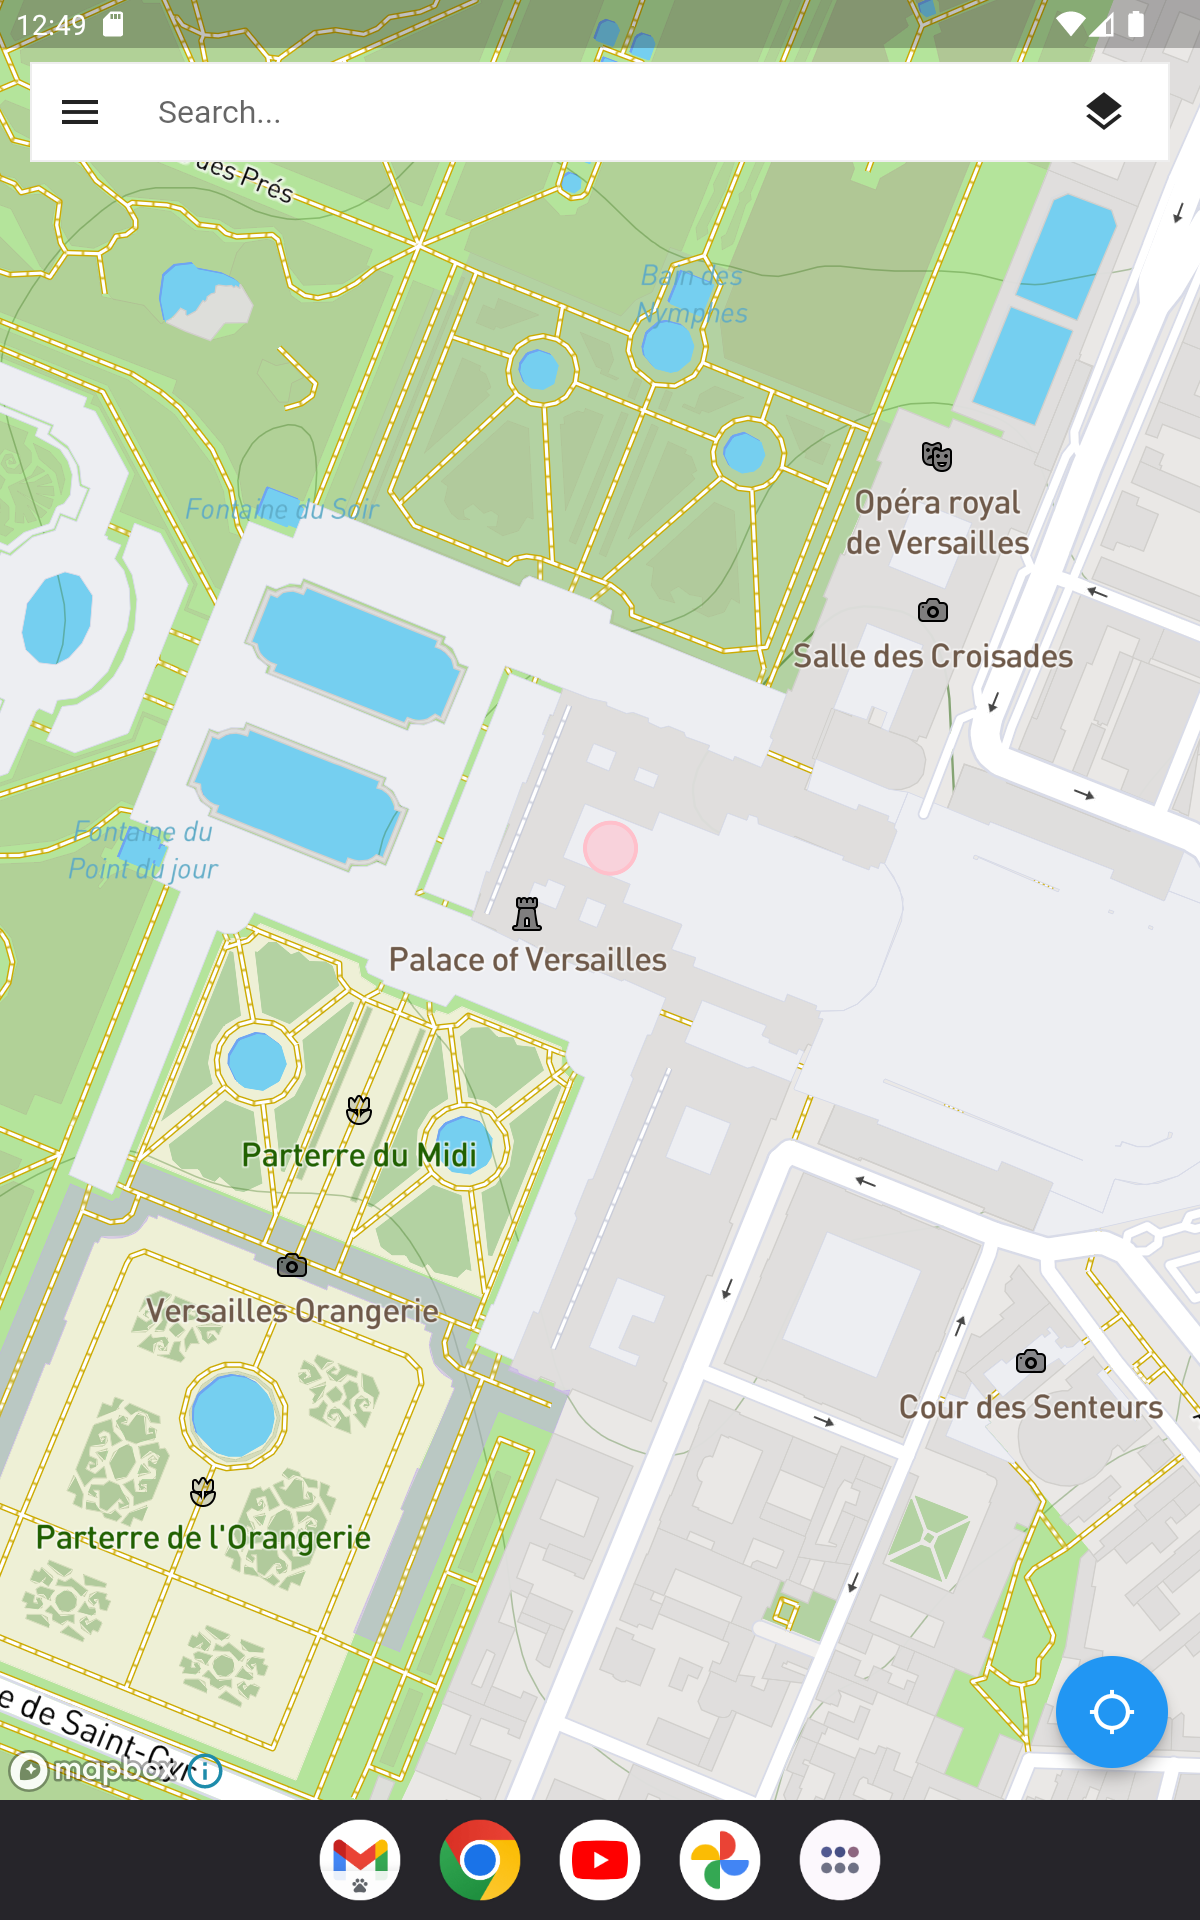 12:49
Search...
des Prés
Bain des
Nymphes
Opéra royal
de Versailles
Fontaine du Soir
Salle des Croisades
Fontaine du
Point du jour
Palace of Versailles
Parterre du Midi
Versailles Orangerie
Cour des Senteurs
Parterre de l'Orangerie
e de Saint-Cyr
mapbox